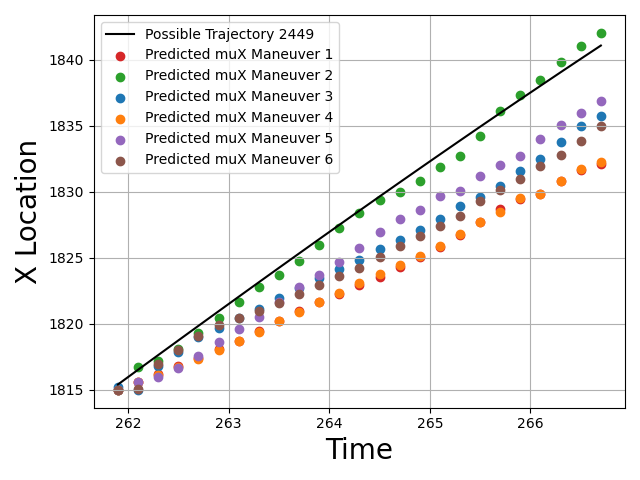 Possible Trajectory 2449
Predicted muX Maneuver 1
Predicted muX Maneuver 2
Predicted muX Maneuver 3
Predicted muX Maneuver 4
Predicted muX Maneuver 5
Predicted muX Maneuver 6
1840
1835
1830
1825
1820
1815
X Location
262
263
264
265
266
Time